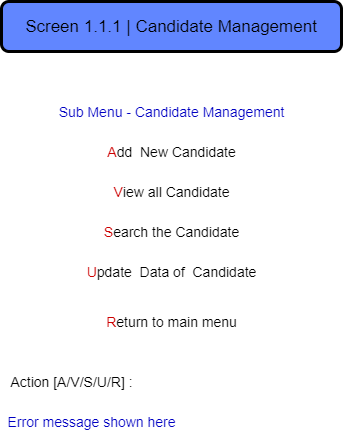 Screen 1.1.1 | Candidate Management
Sub Menu - Candidate Management
Add  New Candidate
View all Candidate
Search the Candidate
Update  Data of  Candidate
Return to main menu
Action [A/V/S/U/R] :
Error message shown here